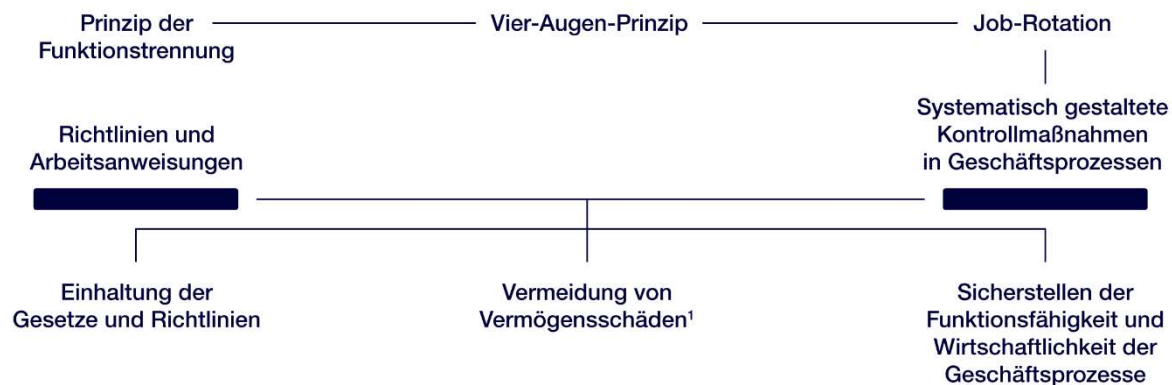 Prinzip der
Funktionstrennung
Vier-Augen-Prinzip
Job-Rotation
Richtlinien und
Arbeitsanweisungen
Systematisch gestaltete
Kontrollmaßnahmen
in Geschäftsprozessen
Einhaltung der
Gesetze und Richtlinien
Vermeidung von
Vermögensschäden¹
Sicherstellen der
Funktionsfähigkeit und
Wirtschaftlichkeit der
Geschäftsprozesse